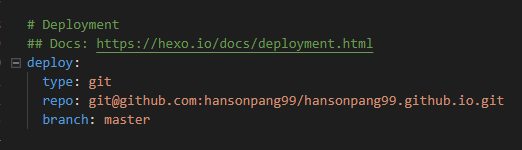 # Deployment
## Docs: https://hexo.io/docs/deployment.html
deploy:
  type: git
  repo: git@github.com:hansonpang99/hansonpang99.github.io.git
  branch: master